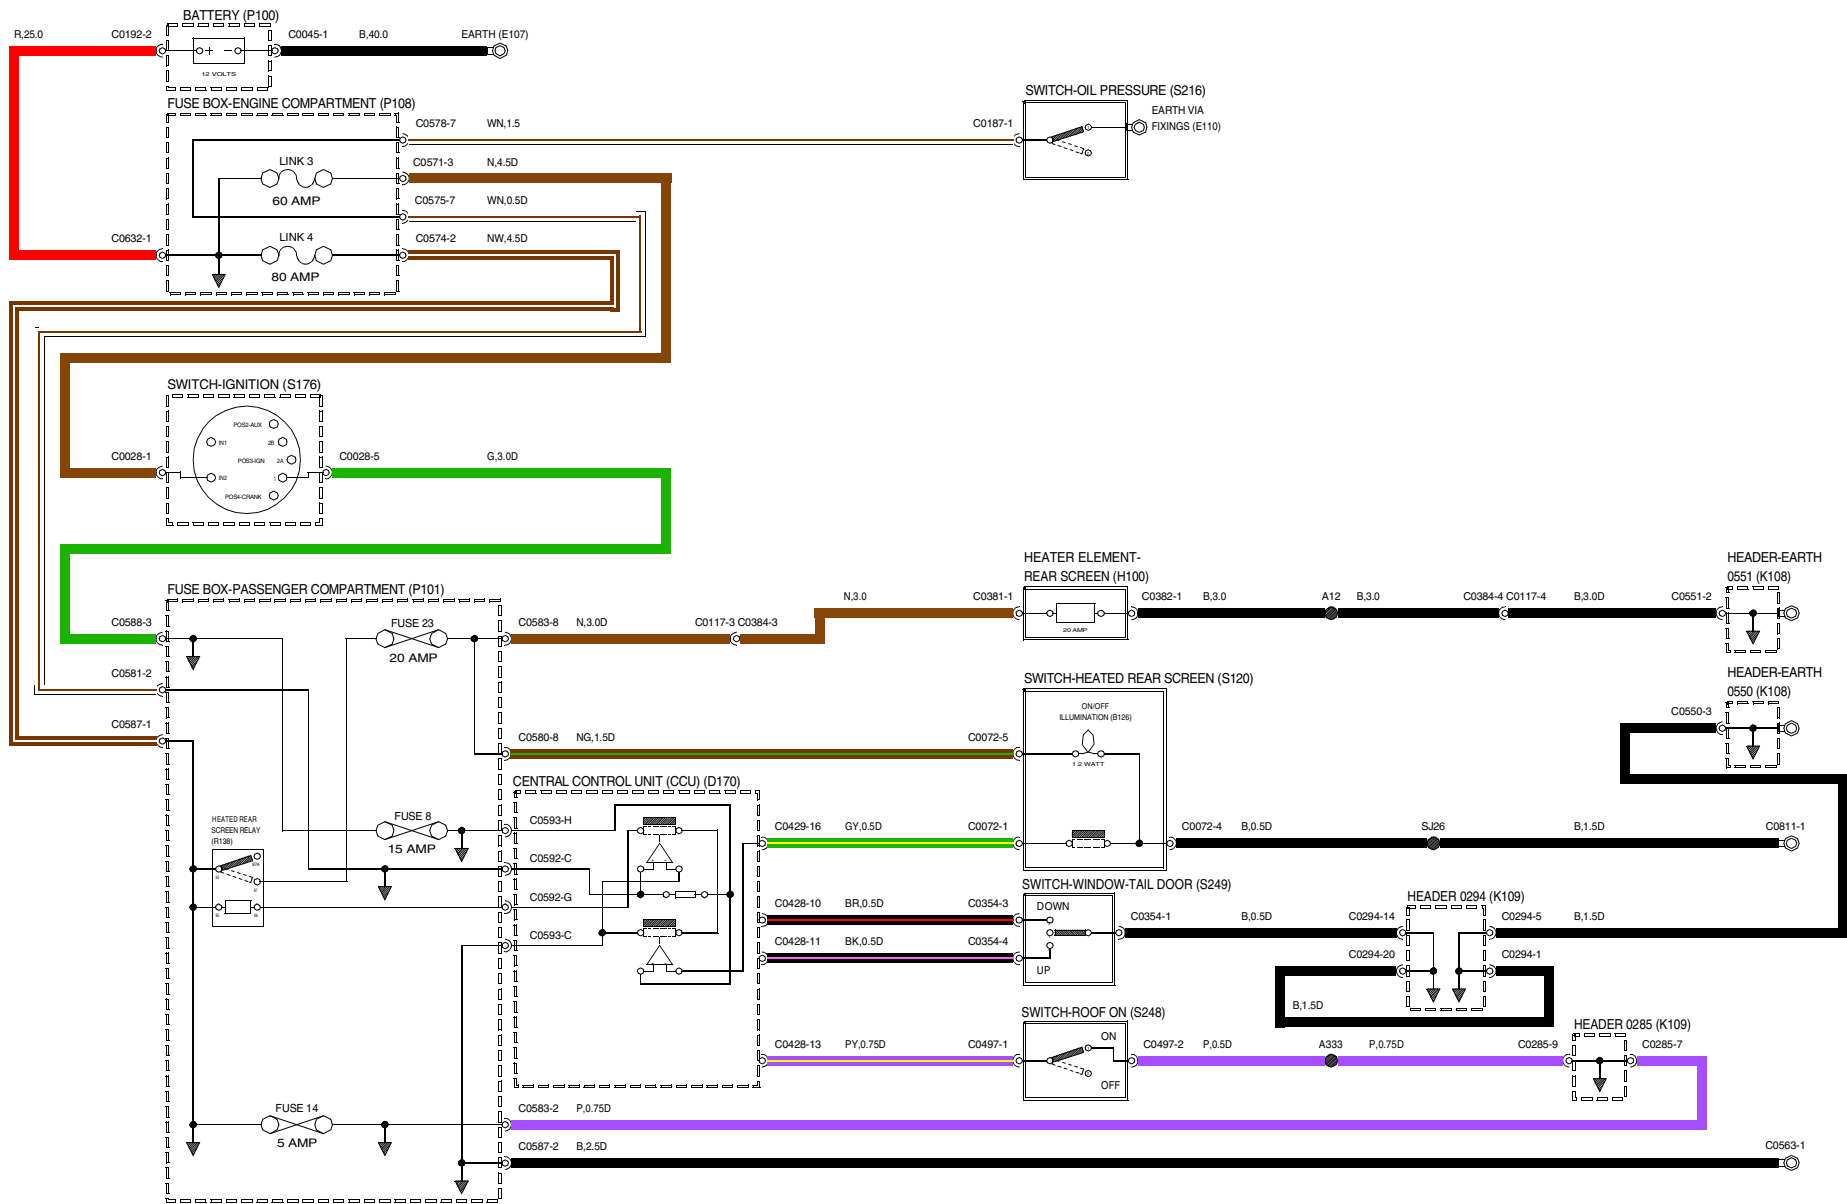 BATTERY (P100)
R,25.0
C0192-2
C0045-1
B,40.0
EARTH (E107)
12 VOLTS
FUSE BOX-ENGINE COMPARTMENT (P108)
SWITCH-OIL PRESSURE (S216)
C0578-7
WN,1.5
C0187-1
EARTH VIA
FIXINGS (E110)
LINK 3
60 AMP
C0571-3
N,4.5D
C0575-7
WN,0.5D
C0632-1
LINK 4
80 AMP
C0574-2
NW,4.5D
SWITCH-IGNITION (S176)
POS2-AUX
IN1
2B
POS3-IGN
2A
IN2
1
POS4-CRANK
C0028-1
C0028-5
G,3.0D
FUSE BOX-PASSENGER COMPARTMENT (P101)
HEATER ELEMENT-
REAR SCREEN (H100)
HEADER-EARTH
0551 (K108)
C0588-3
FUSE 23
20 AMP
C0583-8
N,3.0D
C0117-3 C0384-3
N,3.0
C0381-1
20 AMP
C0382-1
B,3.0
A12
B,3.0
C0384-4 C0117-4
B,3.0D
C0551-2
C0581-2
C0587-1
SWITCH-HEATED REAR SCREEN (S120)
HEADER-EARTH
0550 (K108)
C0550-3
ON/OFF
ILLUMINATION (B126)
1.2 WATT
C0580-8
NG,1.5D
C0072-5
CENTRAL CONTROL UNIT (CCU) (D170)
HEATED REAR
SCREEN RELAY
(R138)
87A
30
87
85
86
FUSE 8
15 AMP
C0593-H
C0429-16
GY,0.5D
C0072-1
C0072-4
B,0.5D
SJ26
B,1.5D
C0811-1
C0592-C
C0592-G
C0593-C
SWITCH-WINDOW-TAIL DOOR (S249)
C0428-10
BR,0.5D
C0354-3
DOWN
C0354-1
B,0.5D
C0294-14
HEADER 0294 (K109)
C0294-5
B,1.5D
C0428-11
BK,0.5D
C0354-4
UP
C0294-20
C0294-1
B,1.5D
SWITCH-ROOF ON (S248)
HEADER 0285 (K109)
C0428-13
PY,0.75D
C0497-1
ON
OFF
C0497-2
P,0.5D
A333
P,0.75D
C0285-9
C0285-7
FUSE 14
5 AMP
C0583-2
P,0.75D
C0587-2
B,2.5D
C0563-1